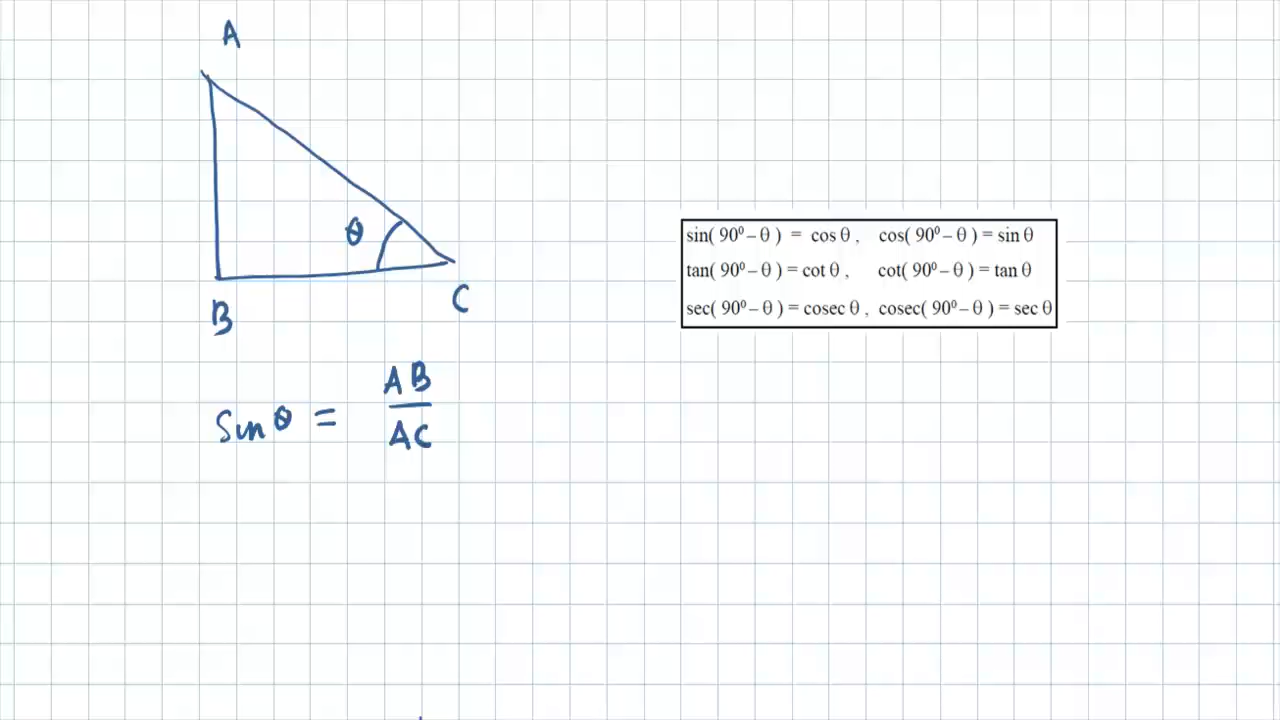 A
θ
B
C
sin θ = AB / AC
sin( 90⁰ – θ ) = cos θ , cos( 90⁰ – θ ) = sin θ
tan( 90⁰ – θ ) = cot θ , cot( 90⁰ – θ ) = tan θ
sec( 90⁰ – θ ) = cosec θ , cosec( 90⁰ – θ ) = sec θ